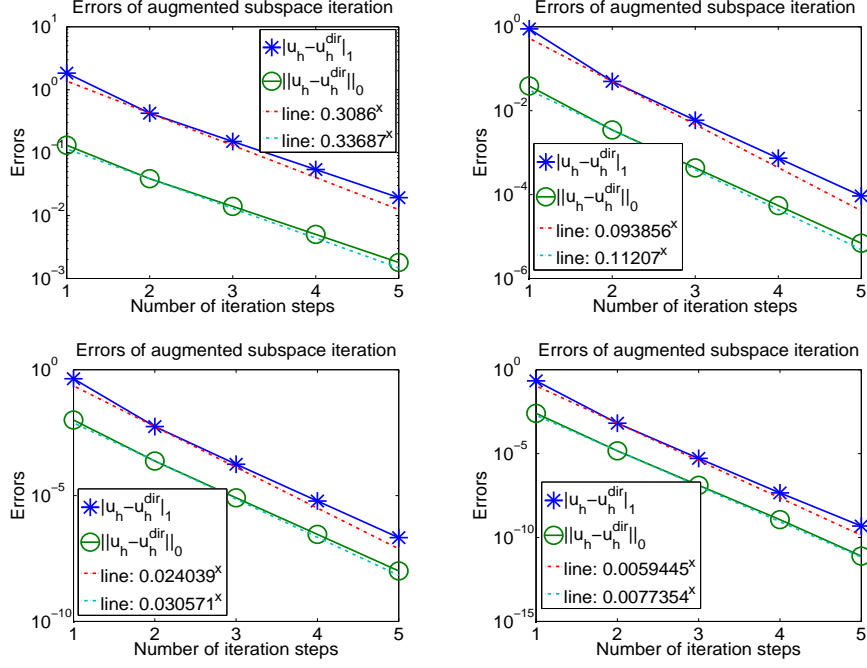 Errors of augmented subspace iteration
10^1
10^0
10^-1
10^-2
10^-3
Errors
|u_h-u_h^dir|_1
||u_h-u_h^dir||_0
line: 0.3086^x
line: 0.33687^x
1 2 3 4 5
Number of iteration steps
Errors of augmented subspace iteration
10^0
10^-2
10^-4
10^-6
Errors
|u_h-u_h^dir|_1
||u_h-u_h^dir||_0
line: 0.093856^x
line: 0.11207^x
1 2 3 4 5
Number of iteration steps
Errors of augmented subspace iteration
10^0
10^-5
10^-10
Errors
|u_h-u_h^dir|_1
||u_h-u_h^dir||_0
line: 0.024039^x
line: 0.030571^x
1 2 3 4 5
Number of iteration steps
Errors of augmented subspace iteration
10^0
10^-5
10^-10
10^-15
Errors
|u_h-u_h^dir|_1
||u_h-u_h^dir||_0
line: 0.0059445^x
line: 0.0077354^x
1 2 3 4 5
Number of iteration steps